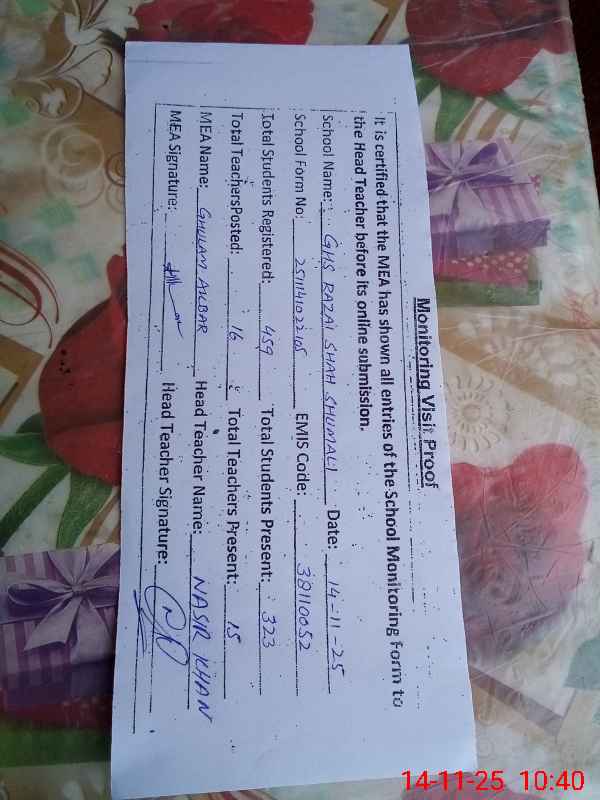 Monitoring Visit Proof
It is certified that the MEA has shown all entries of the School Monitoring Form to
the Head Teacher before its online submission.
School Name: GHS RAZAI SHAH SHUMALI Date: 14-11-25
School Form No: 2511141022105 EMIS Code: 38110052
Total Students Registered: 459 Total Students Present: 323
Total TeachersPosted: 16 Total Teachers Present: 15
MEA Name: GHULAM AKBAR Head Teacher Name: NASIR KHAN
MEA Signature: Head Teacher Signature:
14-11-25 10:40